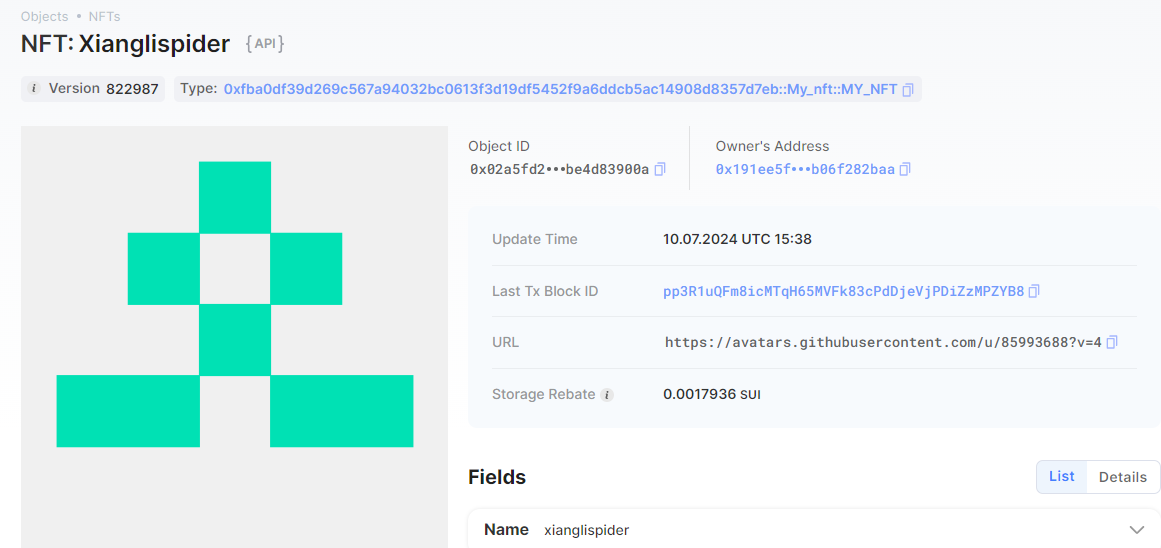 Objects • NFTs
NFT: Xianglispider {API}
i Version 822987 Type: 0xfba0df39d269c567a94032bc0613f3d19df5452f9a6ddcb5ac14908d8357d7eb::My_nft::MY_NFT
Object ID
0x02a5fd2•••be4d83900a
Owner's Address
0x191ee5f•••b06f282baa
Update Time 10.07.2024 UTC 15:38
Last Tx Block ID pp3R1uQFm8icMTqH65MVFk83cPdDjeVjPDiZzMPZYB8
URL https://avatars.githubusercontent.com/u/85993688?v=4
Storage Rebate i 0.0017936 SUI
Fields List Details
Name xianglispider